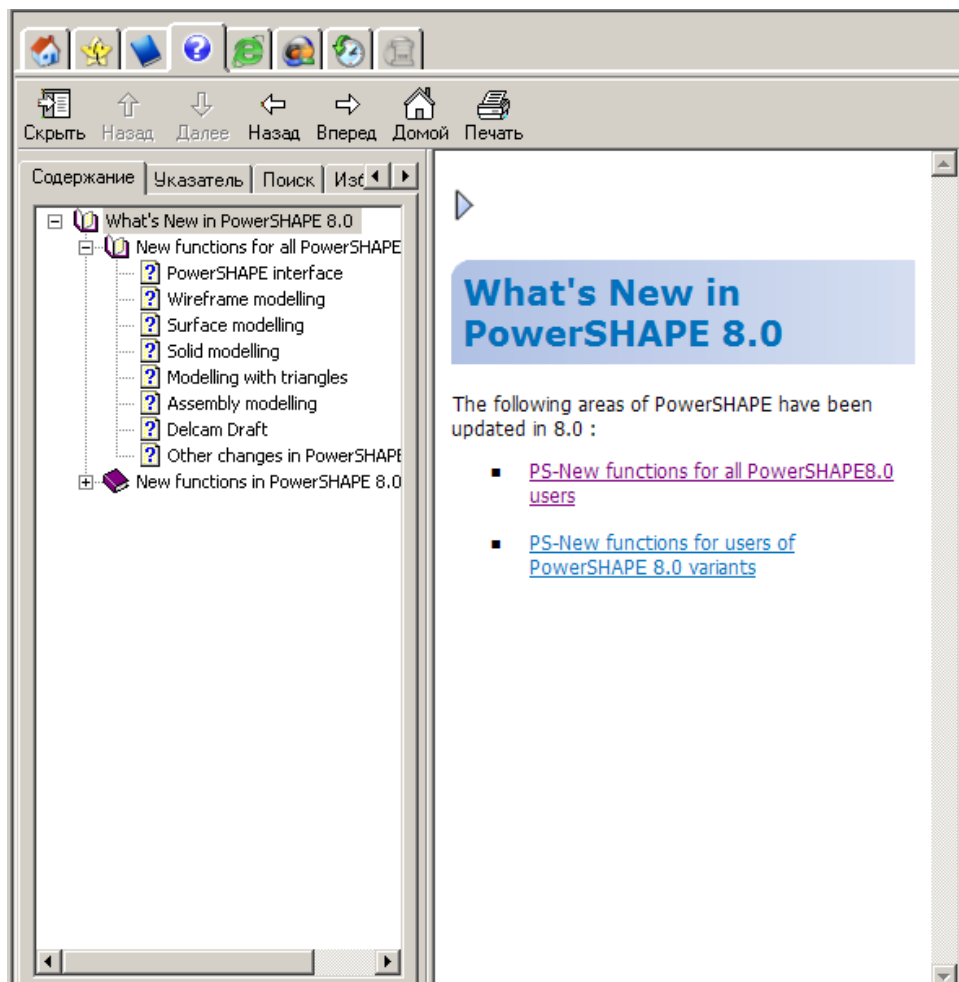 Скрыть Назад Далее Назад Вперед Домой Печать
Содержание Указатель Поиск Изб
What's New in PowerSHAPE 8.0
New functions for all PowerSHAPE
PowerSHAPE interface
Wireframe modelling
Surface modelling
Solid modelling
Modelling with triangles
Assembly modelling
Delcam Draft
Other changes in PowerSHAPE
New functions in PowerSHAPE 8.0
What's New in
PowerSHAPE 8.0
The following areas of PowerSHAPE have been
updated in 8.0 :
PS-New functions for all PowerSHAPE8.0
users
PS-New functions for users of
PowerSHAPE 8.0 variants